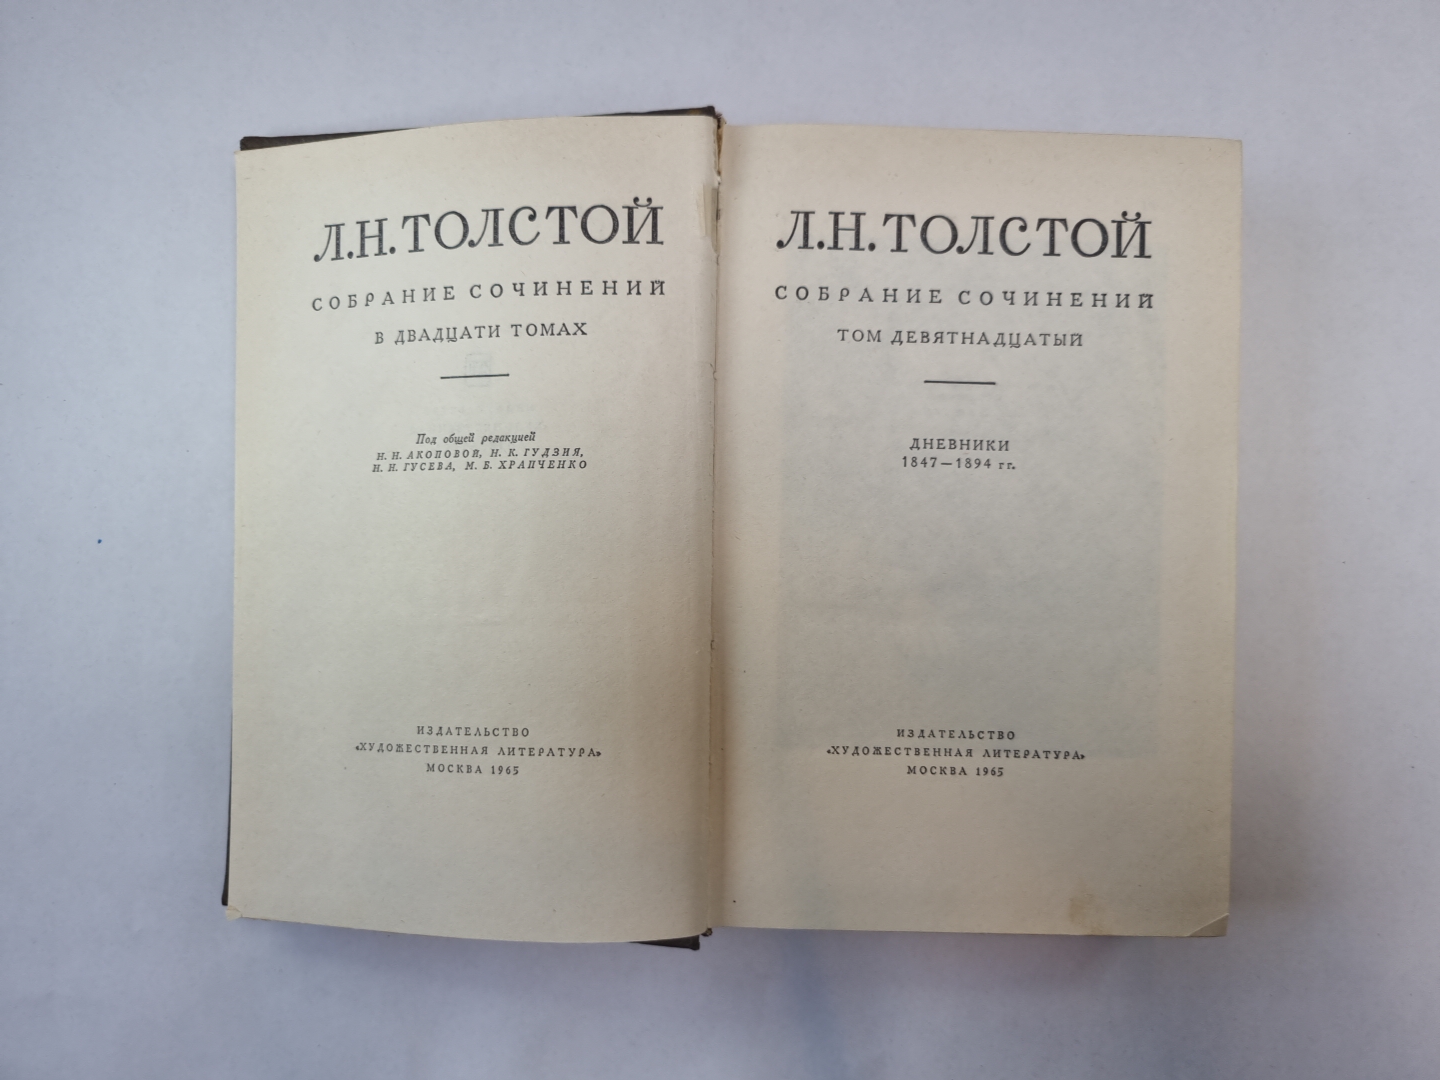 Л.Н.ТОЛСТОЙ
СОБРАНИЕ СОЧИНЕНИЙ
В ДВАДЦАТИ ТОМАХ
Под общей редакцией
Н. Н. АКОПОВОЙ, Н. К. ГУДЗИЯ,
Н. Н. ГУСЕВА, М. Б. ХРАПЧЕНКО
ИЗДАТЕЛЬСТВО
«ХУДОЖЕСТВЕННАЯ ЛИТЕРАТУРА»
МОСКВА 1965
Л.Н.ТОЛСТОЙ
СОБРАНИЕ СОЧИНЕНИЙ
ТОМ ДЕВЯТНАДЦАТЫЙ
ДНЕВНИКИ
1847—1894 гг.
ИЗДАТЕЛЬСТВО
«ХУДОЖЕСТВЕННАЯ ЛИТЕРАТУРА»
МОСКВА 1965